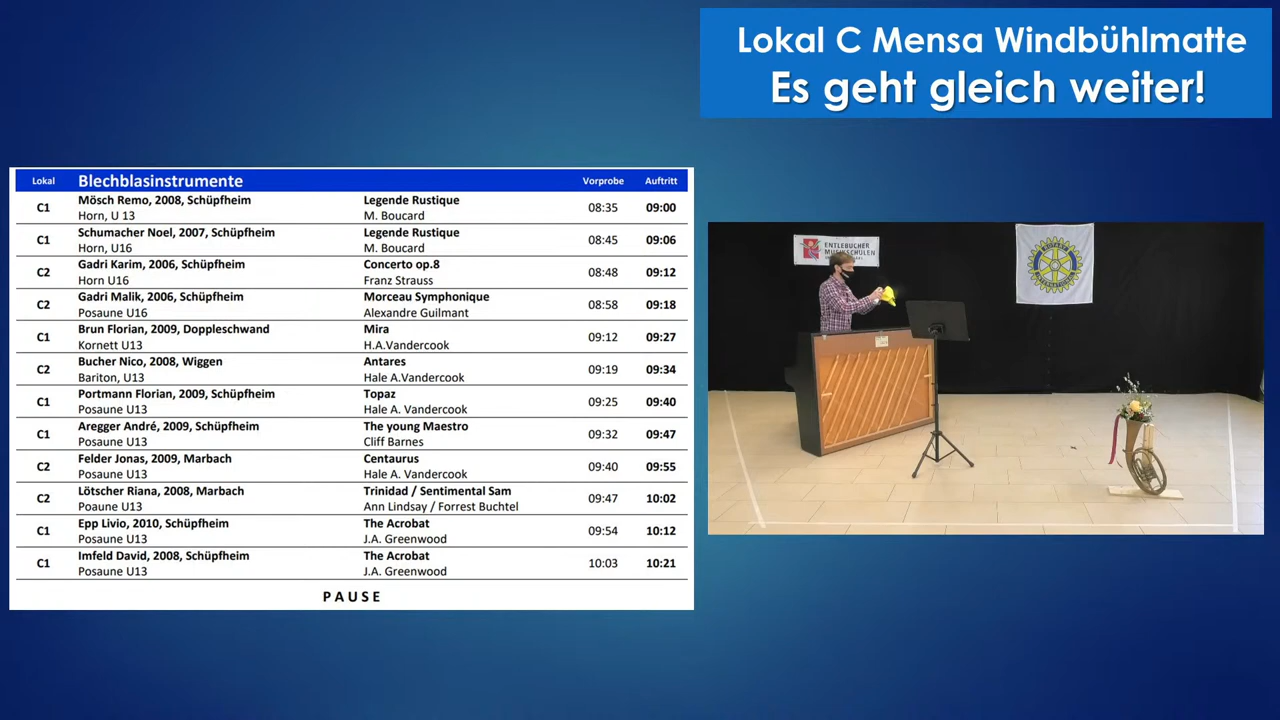 Lokal C Mensa Windbühlmatte
Es geht gleich weiter!
Lokal Blechblasinstrumente Vorprobe Auftritt
C1 Mösch Remo, 2008, Schüpfheim Legende Rustique 08:35 09:00
Horn, U 13 M. Boucard
C1 Schumacher Noel, 2007, Schüpfheim Legende Rustique 08:45 09:06
Horn, U16 M. Boucard
C2 Gadri Karim, 2006, Schüpfheim Concerto op.8 08:48 09:12
Horn U16 Franz Strauss
C2 Gadri Malik, 2006, Schüpfheim Morceau Symphonique 08:58 09:18
Posaune U16 Alexandre Guilmant
C1 Brun Florian, 2009, Doppleschwand Mira 09:12 09:27
Kornett U13 H.A.Vandercook
C2 Bucher Nico, 2008, Wiggen Antares 09:19 09:34
Bariton, U13 Hale A.Vandercook
C1 Portmann Florian, 2009, Schüpfheim Topaz 09:25 09:40
Posaune U13 Hale A. Vandercook
C1 Aregger André, 2009, Schüpfheim The young Maestro 09:32 09:47
Posaune U13 Cliff Barnes
C2 Felder Jonas, 2009, Marbach Centaurus 09:40 09:55
Posaune U13 Hale A. Vandercook
C2 Lötscher Riana, 2008, Marbach Trinidad / Sentimental Sam 09:47 10:02
Poaune U13 Ann Lindsay / Forrest Buchtel
C1 Epp Livio, 2010, Schüpfheim The Acrobat 09:54 10:12
Posaune U13 J.A. Greenwood
C1 Imfeld David, 2008, Schüpfheim The Acrobat 10:03 10:21
Posaune U13 J.A. Greenwood
PAUSE
ENTLEBUCHER
MUSIKSCHULEN
ROTARY
INTERNATIONAL